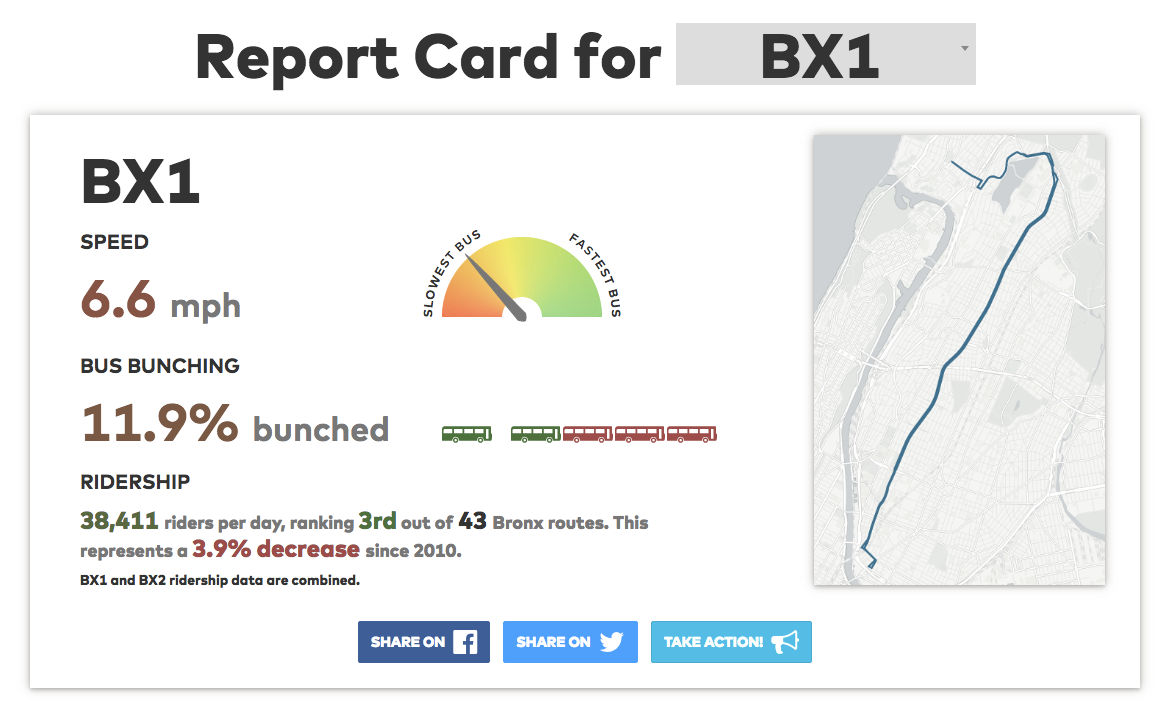 Report Card for BX1
BX1
SPEED
6.6 mph
SLOWEST BUS
FASTEST BUS
BUS BUNCHING
11.9% bunched
RIDERSHIP
38,411 riders per day, ranking 3rd out of 43 Bronx routes. This
represents a 3.9% decrease since 2010.
BX1 and BX2 ridership data are combined.
SHARE ON
SHARE ON
TAKE ACTION!